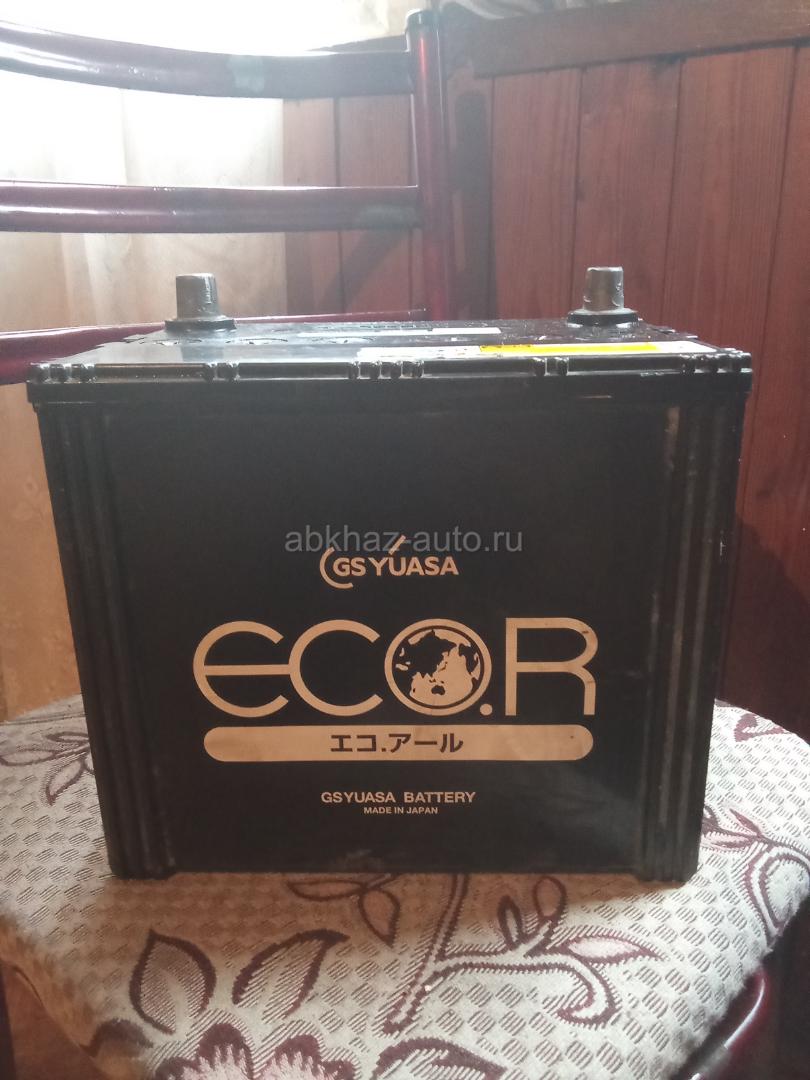 abkhaz-auto.ru
GS YUASA
ECO.R
エコ.アール
GSYUASA BATTERY
MADE IN JAPAN